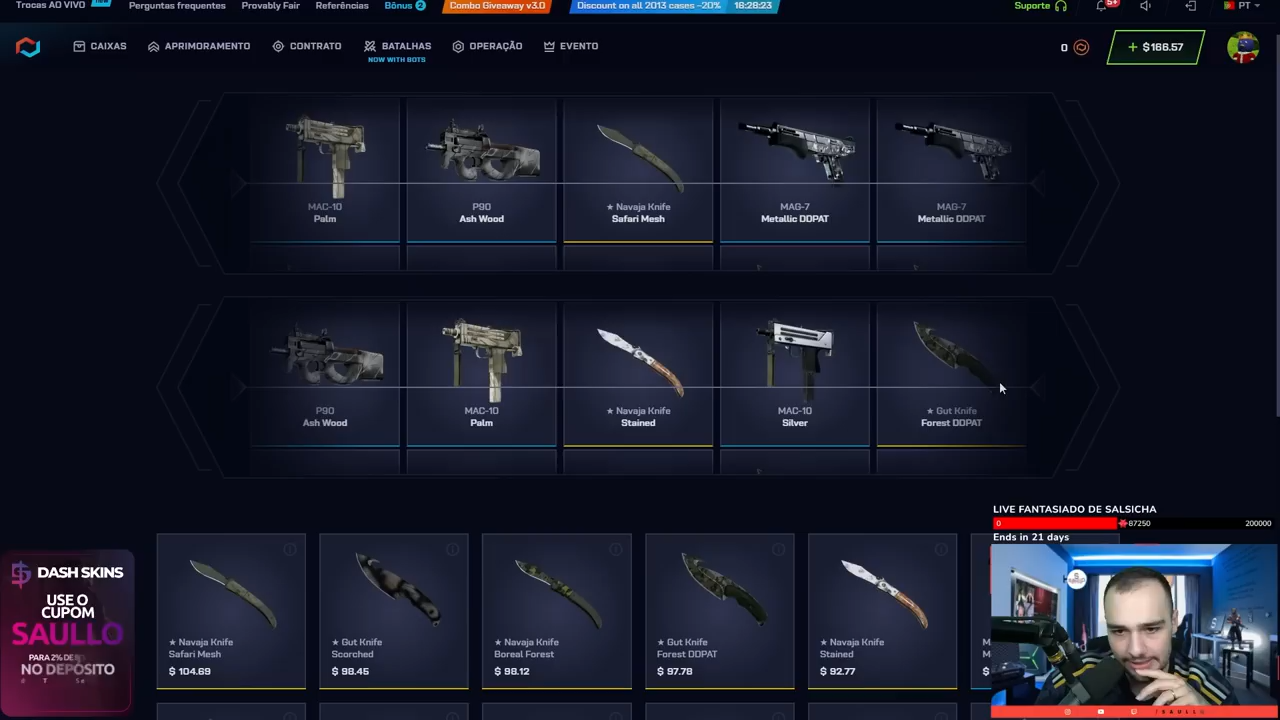 Trocas AO VIVO
Perguntas frequentes
Provably Fair
Referências
Bônus 2
Combo Giveaway v3.0
Discount on all 2013 cases -20%
16:28:23
Suporte
5+
PT
CAIXAS
APRIMORAMENTO
CONTRATO
BATALHAS
NOW WITH BOTS
OPERAÇÃO
EVENTO
0
+ $166.57
MAC-10
Palm
P90
Ash Wood
★ Navaja Knife
Safari Mesh
MAG-7
Metallic DDPAT
MAG-7
Metallic DDPAT
P90
Ash Wood
MAC-10
Palm
★ Navaja Knife
Stained
MAC-10
Silver
★ Gut Knife
Forest DDPAT
LIVE FANTASIADO DE SALSICHA
0
87250
200000
Ends in 21 days
DASH SKINS
USE O
CUPOM
SAULLO
NO DEPÓSITO
★ Navaja Knife
Safari Mesh
$ 104.69
★ Gut Knife
Scorched
$ 98.45
★ Navaja Knife
Boreal Forest
$ 98.12
★ Gut Knife
Forest DDPAT
$ 97.78
★ Navaja Knife
Stained
$ 92.77